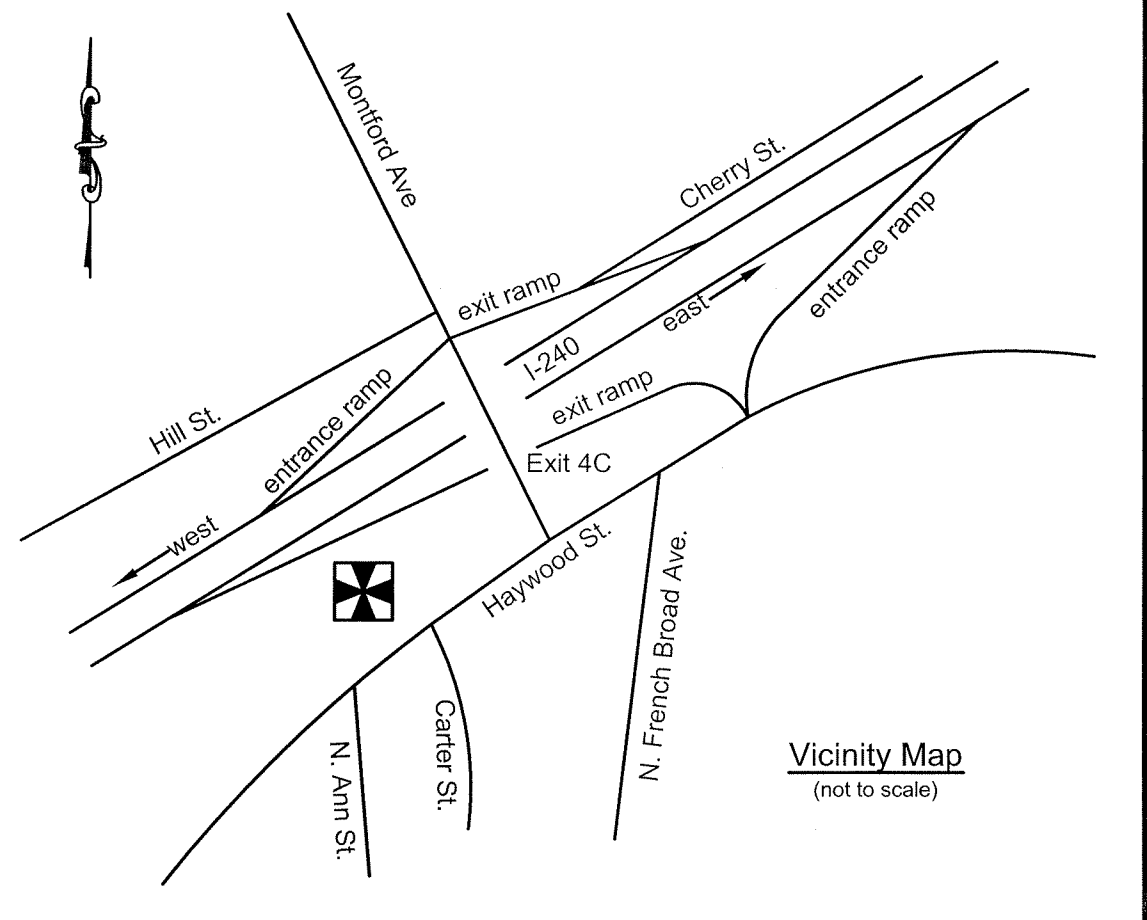 Montford Ave
Cherry St.
exit ramp
entrance ramp
east
I-240
exit ramp
entrance ramp
Hill St.
Exit 4C
west
Haywood St.
N. French Broad Ave.
Carter St.
N. Ann St.
Vicinity Map
(not to scale)